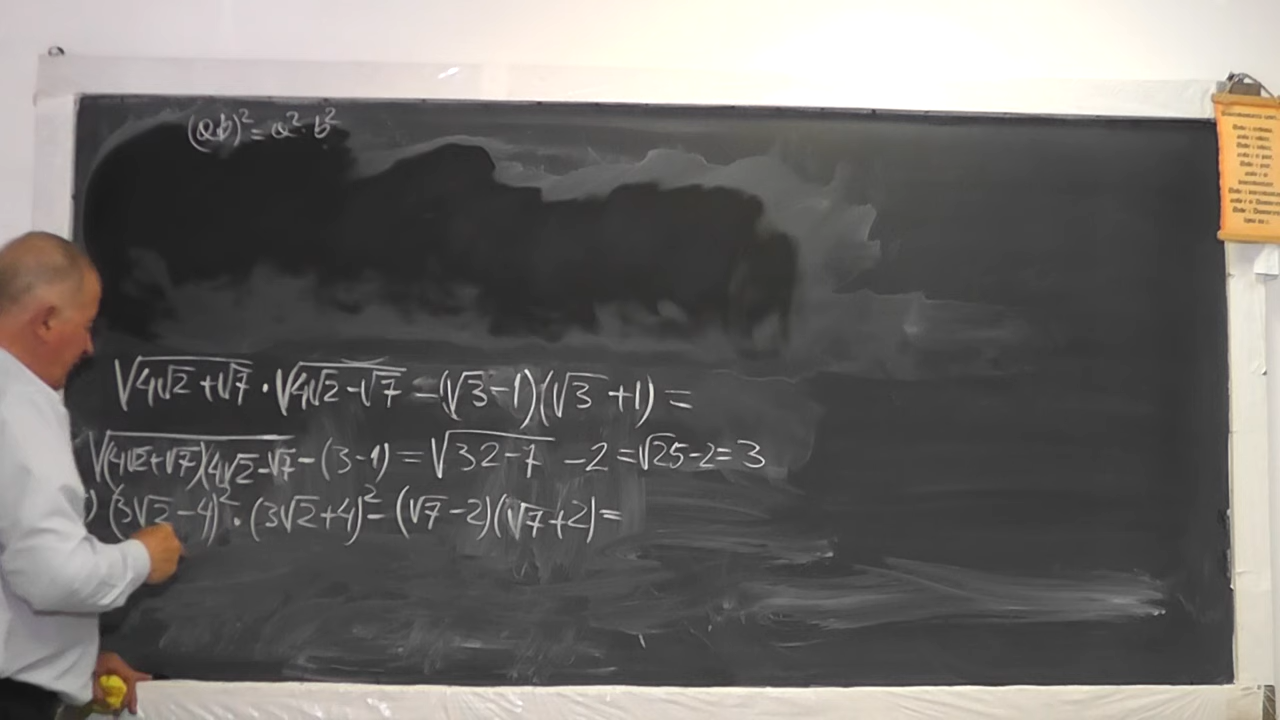 (ab)² = a² · b²
√(4√2 + √7) · √(4√2 - √7) - (√3 - 1)(√3 + 1) =
√((4√2 + √7)(4√2 - √7)) - (3 - 1) = √(32 - 7) - 2 = √25 - 2 = 3
) (3√2 - 4)² · (3√2 + 4)² - (√7 - 2)(√7 + 2) =